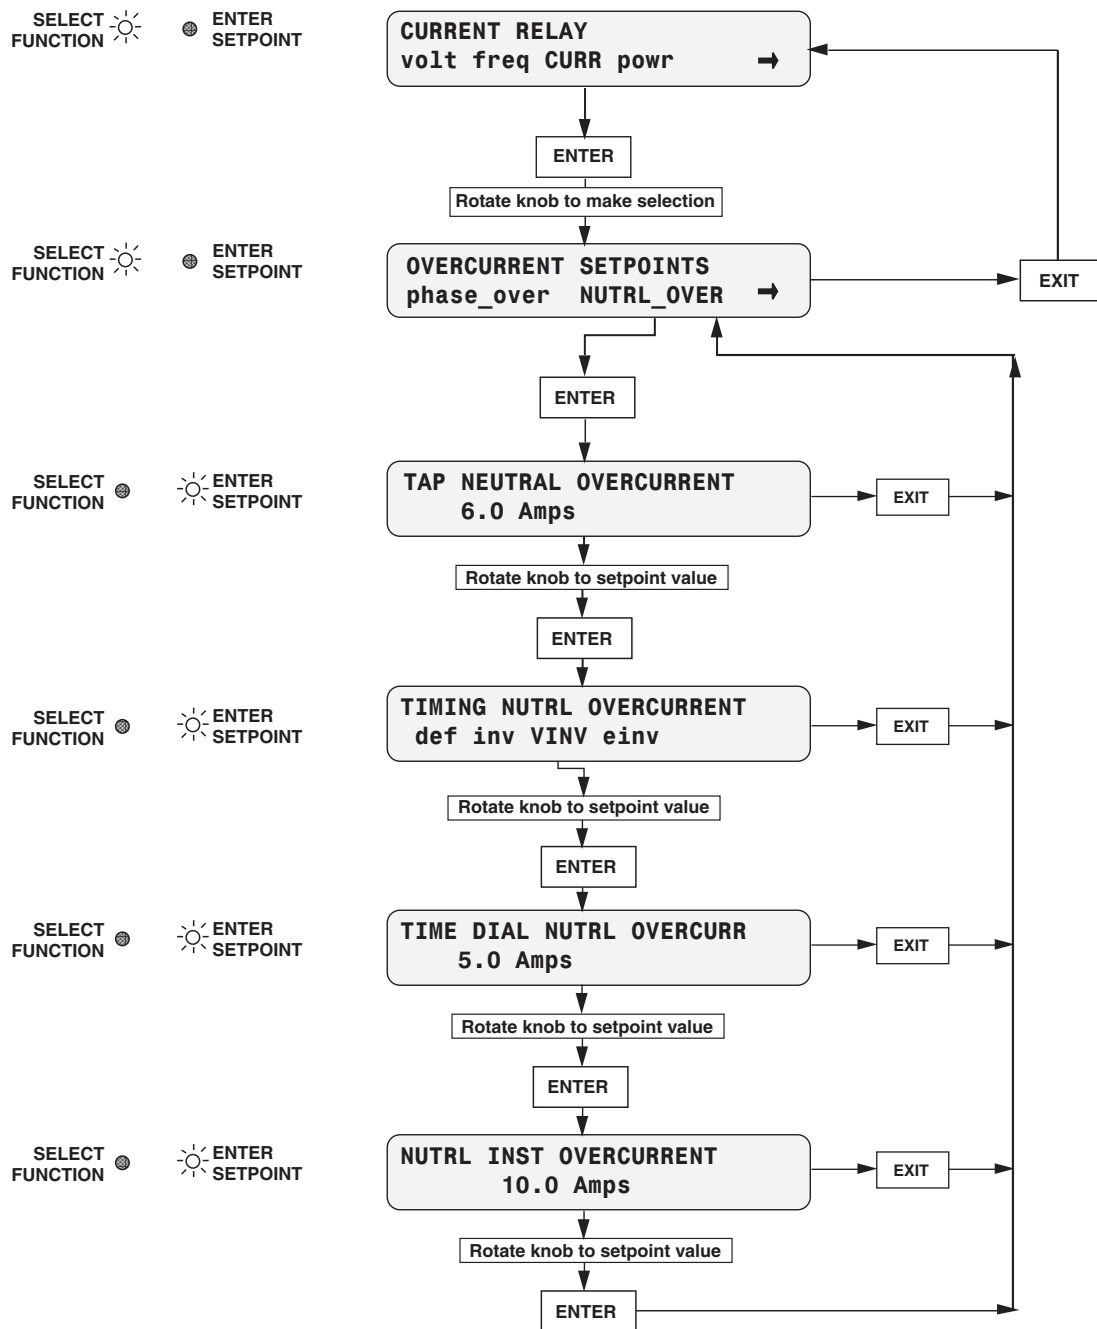 SELECT
FUNCTION
ENTER
SETPOINT
CURRENT RELAY
volt freq CURR powr
ENTER
Rotate knob to make selection
SELECT
FUNCTION
ENTER
SETPOINT
OVERCURRENT SETPOINTS
phase_over NUTRL_OVER
EXIT
ENTER
SELECT
FUNCTION
ENTER
SETPOINT
TAP NEUTRAL OVERCURRENT
6.0 Amps
EXIT
Rotate knob to setpoint value
ENTER
SELECT
FUNCTION
ENTER
SETPOINT
TIMING NUTRL OVERCURRENT
def inv VINV einv
EXIT
Rotate knob to setpoint value
ENTER
SELECT
FUNCTION
ENTER
SETPOINT
TIME DIAL NUTRL OVERCURR
5.0 Amps
EXIT
Rotate knob to setpoint value
ENTER
SELECT
FUNCTION
ENTER
SETPOINT
NUTRL INST OVERCURRENT
10.0 Amps
EXIT
Rotate knob to setpoint value
ENTER